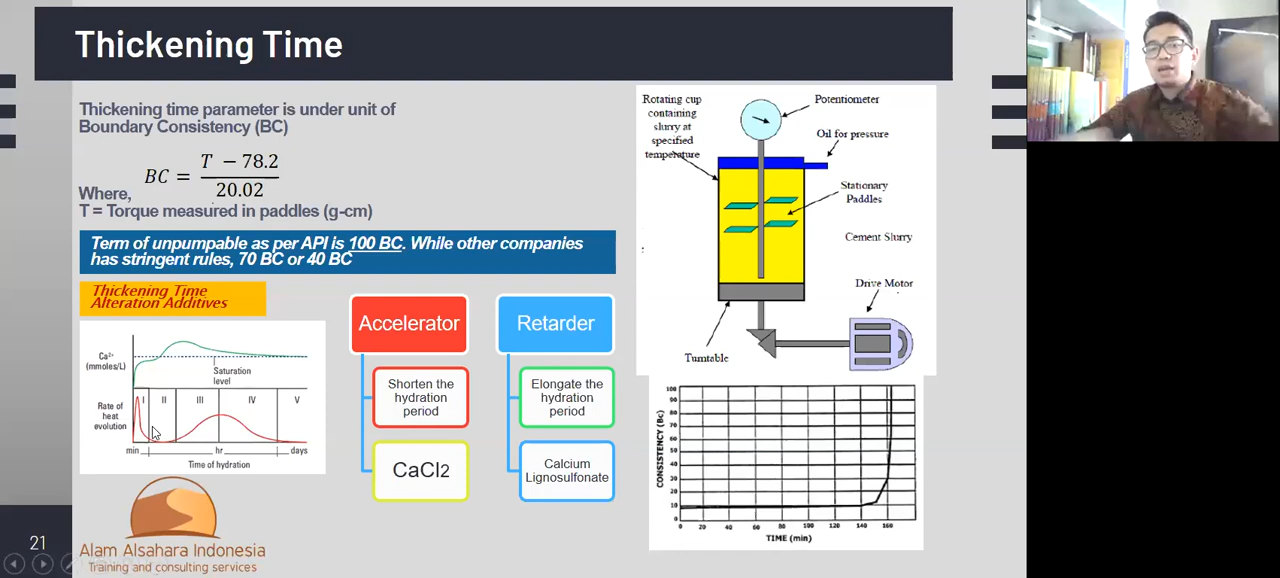 Thickening Time
Thickening time parameter is under unit of
Boundary Consistency (BC)
BC = T − 78.2
20.02
Where,
T = Torque measured in paddles (g-cm)
Term of unpumpable as per API is 100 BC. While other companies
has stringent rules, 70 BC or 40 BC
Thickening Time
Alteration Additives
Ca2+
(mmoles/L)
Saturation
level
Rate of
heat
evolution
I
II
III
IV
V
min
hr
days
Time of hydration
Accelerator
Shorten the
hydration
period
CaCl2
Retarder
Elongate the
hydration
period
Calcium
Lignosulfonate
Rotating cup
containing
slurry at
specified
temperature
Potentiometer
Oil for pressure
Stationary
Paddles
Cement Slurry
Drive Motor
Turntable
CONSISTENCY (Bc)
100
90
80
70
60
50
40
30
20
10
0
0 20 40 60 80 100 120 140 160
TIME (min)
21
Alam Alsahara Indonesia
Training and consulting services